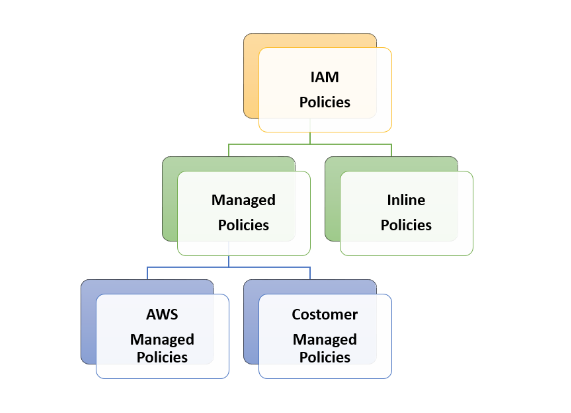 IAM
Policies
Managed
Policies
Inline
Policies
AWS
Managed
Policies
Costomer
Managed
Policies